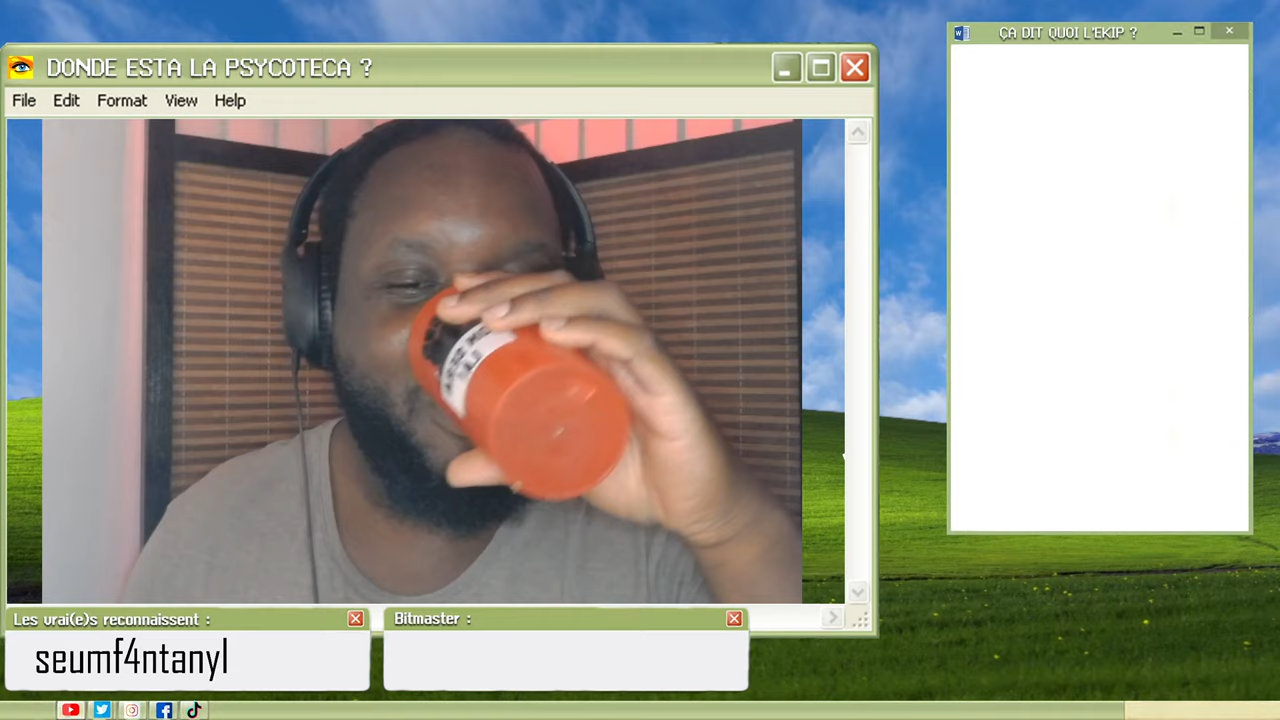 DONDE ESTA LA PSYCOTECA ?
File Edit Format View Help
ÇA DIT QUOI L'EKIP ?
Les vrai(e)s reconnaissent :
seumf4ntanyl
Bitmaster :